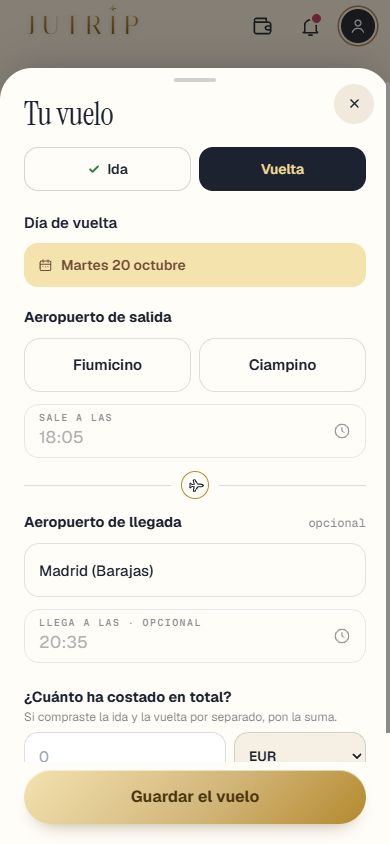 JUTRIP
Tu vuelo
Ida
Vuelta
Día de vuelta
Martes 20 octubre
Aeropuerto de salida
Fiumicino
Ciampino
SALE A LAS
18:05
Aeropuerto de llegada
opcional
Madrid (Barajas)
LLEGA A LAS · OPCIONAL
20:35
¿Cuánto ha costado en total?
Si compraste la ida y la vuelta por separado, pon la suma.
0
EUR
Guardar el vuelo